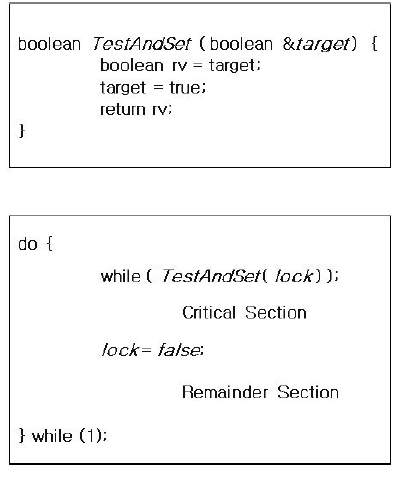 boolean TestAndSet (boolean &target) {
boolean rv = target;
target = true;
return rv;
}
do {
while ( TestAndSet( lock) );
Critical Section
lock= false;
Remainder Section
} while (1);